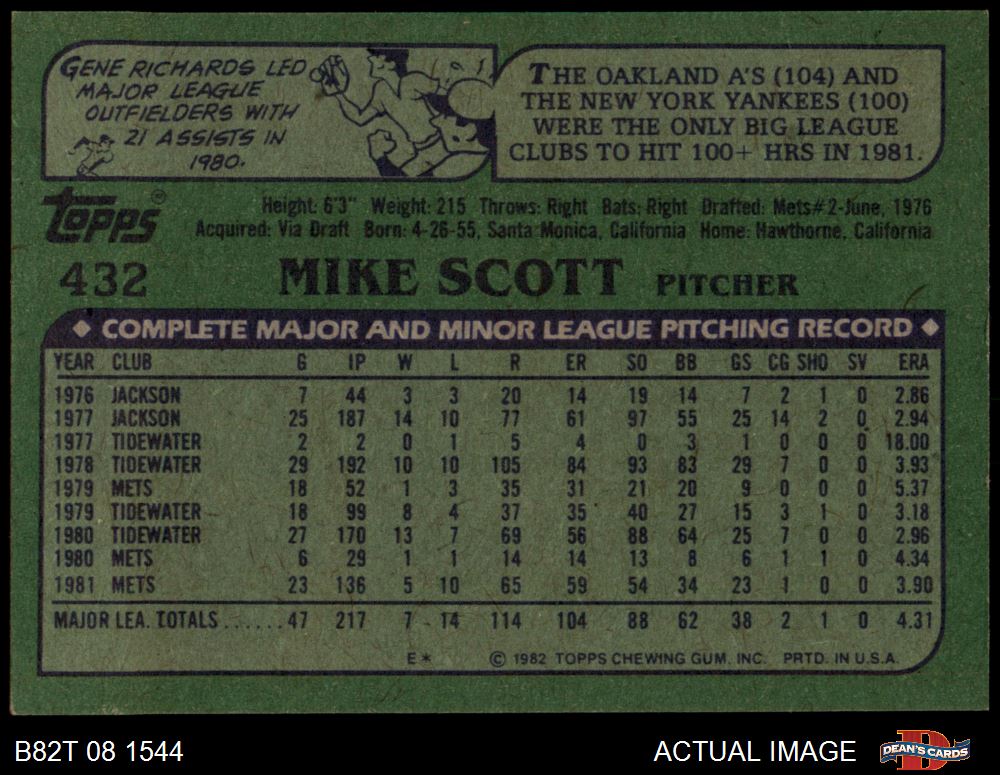 GENE RICHARDS LED
MAJOR LEAGUE
OUTFIELDERS WITH
21 ASSISTS IN
1980.
THE OAKLAND A'S (104) AND
THE NEW YORK YANKEES (100)
WERE THE ONLY BIG LEAGUE
CLUBS TO HIT 100+ HRS IN 1981.
TOPPS®
Height: 6'3" Weight: 215 Throws: Right Bats: Right Drafted: Mets#2-June, 1976
Acquired: Via Draft Born: 4-26-55, Santa Monica, California Home: Hawthorne, California
432 MIKE SCOTT PITCHER
◆ COMPLETE MAJOR AND MINOR LEAGUE PITCHING RECORD ◆
YEAR CLUB G IP W L R ER SO BB GS CG SHO SV ERA
1976 JACKSON 7 44 3 3 20 14 19 14 7 2 1 0 2.86
1977 JACKSON 25 187 14 10 77 61 97 55 25 14 2 0 2.94
1977 TIDEWATER 2 2 0 1 5 4 0 3 1 0 0 0 18.00
1978 TIDEWATER 29 192 10 10 105 84 93 83 29 7 0 0 3.93
1979 METS 18 52 1 3 35 31 21 20 9 0 0 0 5.37
1979 TIDEWATER 18 99 8 4 37 35 40 27 15 3 1 0 3.18
1980 TIDEWATER 27 170 13 7 69 56 88 64 25 7 0 0 2.96
1980 METS 6 29 1 1 14 14 13 8 6 1 1 0 4.34
1981 METS 23 136 5 10 65 59 54 34 23 1 0 0 3.90
MAJOR LEA. TOTALS......47 217 7 14 114 104 88 62 38 2 1 0 4.31
E* © 1982 TOPPS CHEWING GUM, INC. PRTD. IN U.S.A.
B82T 08 1544 ACTUAL IMAGE D DEAN'S CARDS